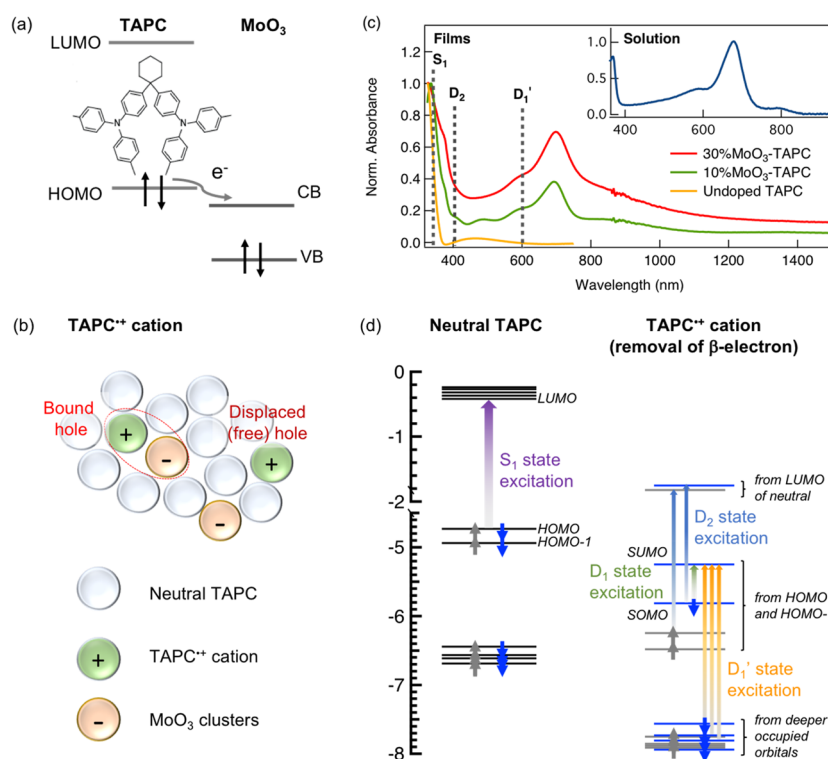 (a)
TAPC
MoO₃
LUMO
N
N
e⁻
HOMO
CB
VB
(b)
TAPC•+ cation
Bound
hole
Displaced
(free) hole
+
-
+
-
Neutral TAPC
+
TAPC•+ cation
-
MoO₃ clusters
(c)
Films
S₁
D₂
D₁'
1.0
0.8
0.6
0.4
0.2
0.0
Norm. Absorbance
400
600
800
1000
1200
1400
Wavelength (nm)
Solution
1.0
0.5
0.0
400
600
800
30%MoO₃-TAPC
10%MoO₃-TAPC
Undoped TAPC
(d)
Neutral TAPC
TAPC•+ cation
(removal of β-electron)
0
-1
-2
-5
-6
-7
-8
LUMO
S₁ state
excitation
HOMO
HOMO-1
from LUMO
of neutral
D₂ state
excitation
SUMO
D₁ state
excitation
SOMO
from HOMO
and HOMO-
D₁' state
excitation
from deeper
occupied
orbitals